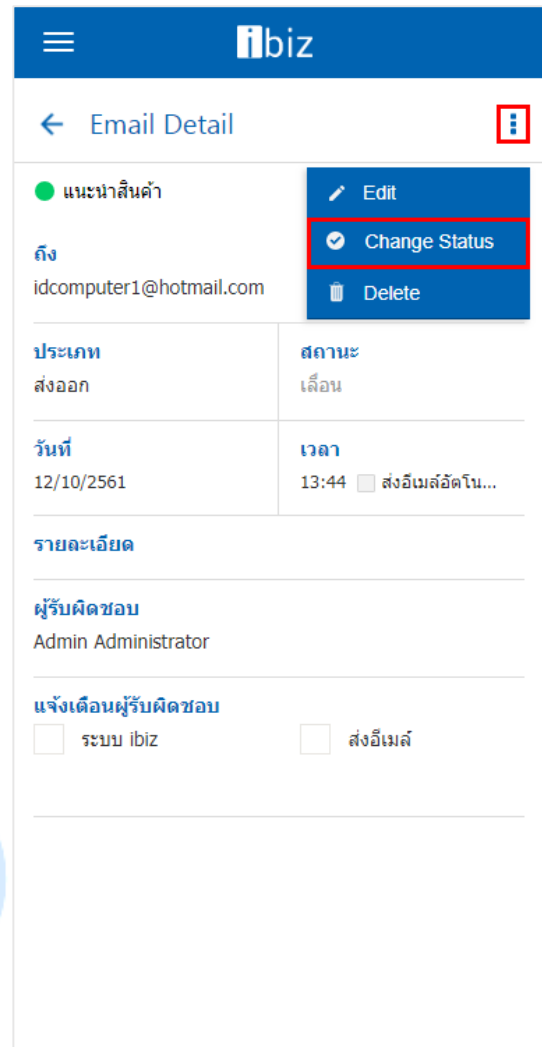 ibiz
Email Detail
แนะนำสินค้า
Edit
Change Status
Delete
ถึง
idcomputer1@hotmail.com
ประเภท
สถานะ
ส่งออก
เลื่อน
วันที่
เวลา
12/10/2561
13:44 ส่งอีเมล์อัตโน...
รายละเอียด
ผู้รับผิดชอบ
Admin Administrator
แจ้งเตือนผู้รับผิดชอบ
ระบบ ibiz
ส่งอีเมล์